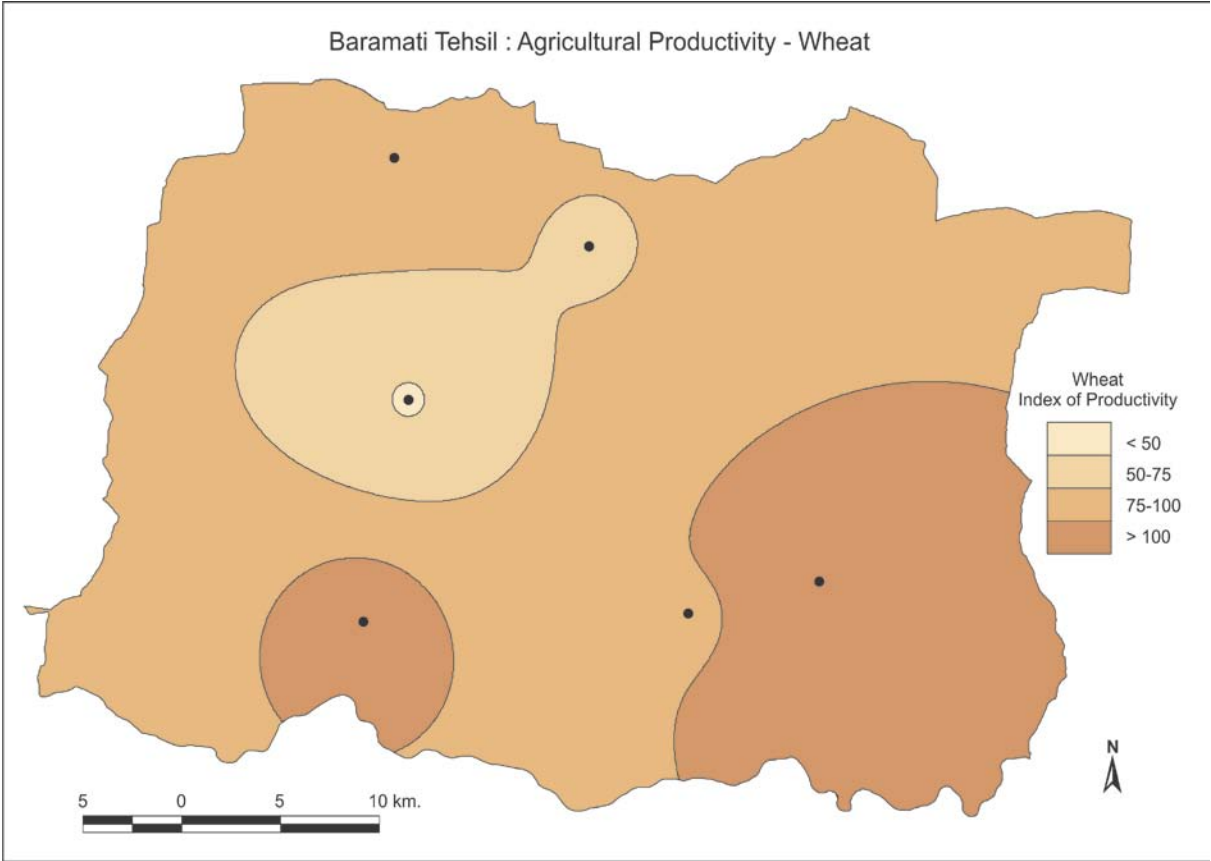 Baramati Tehsil : Agricultural Productivity - Wheat
Wheat
Index of Productivity
< 50
50-75
75-100
> 100
N
5 0 5 10 km.